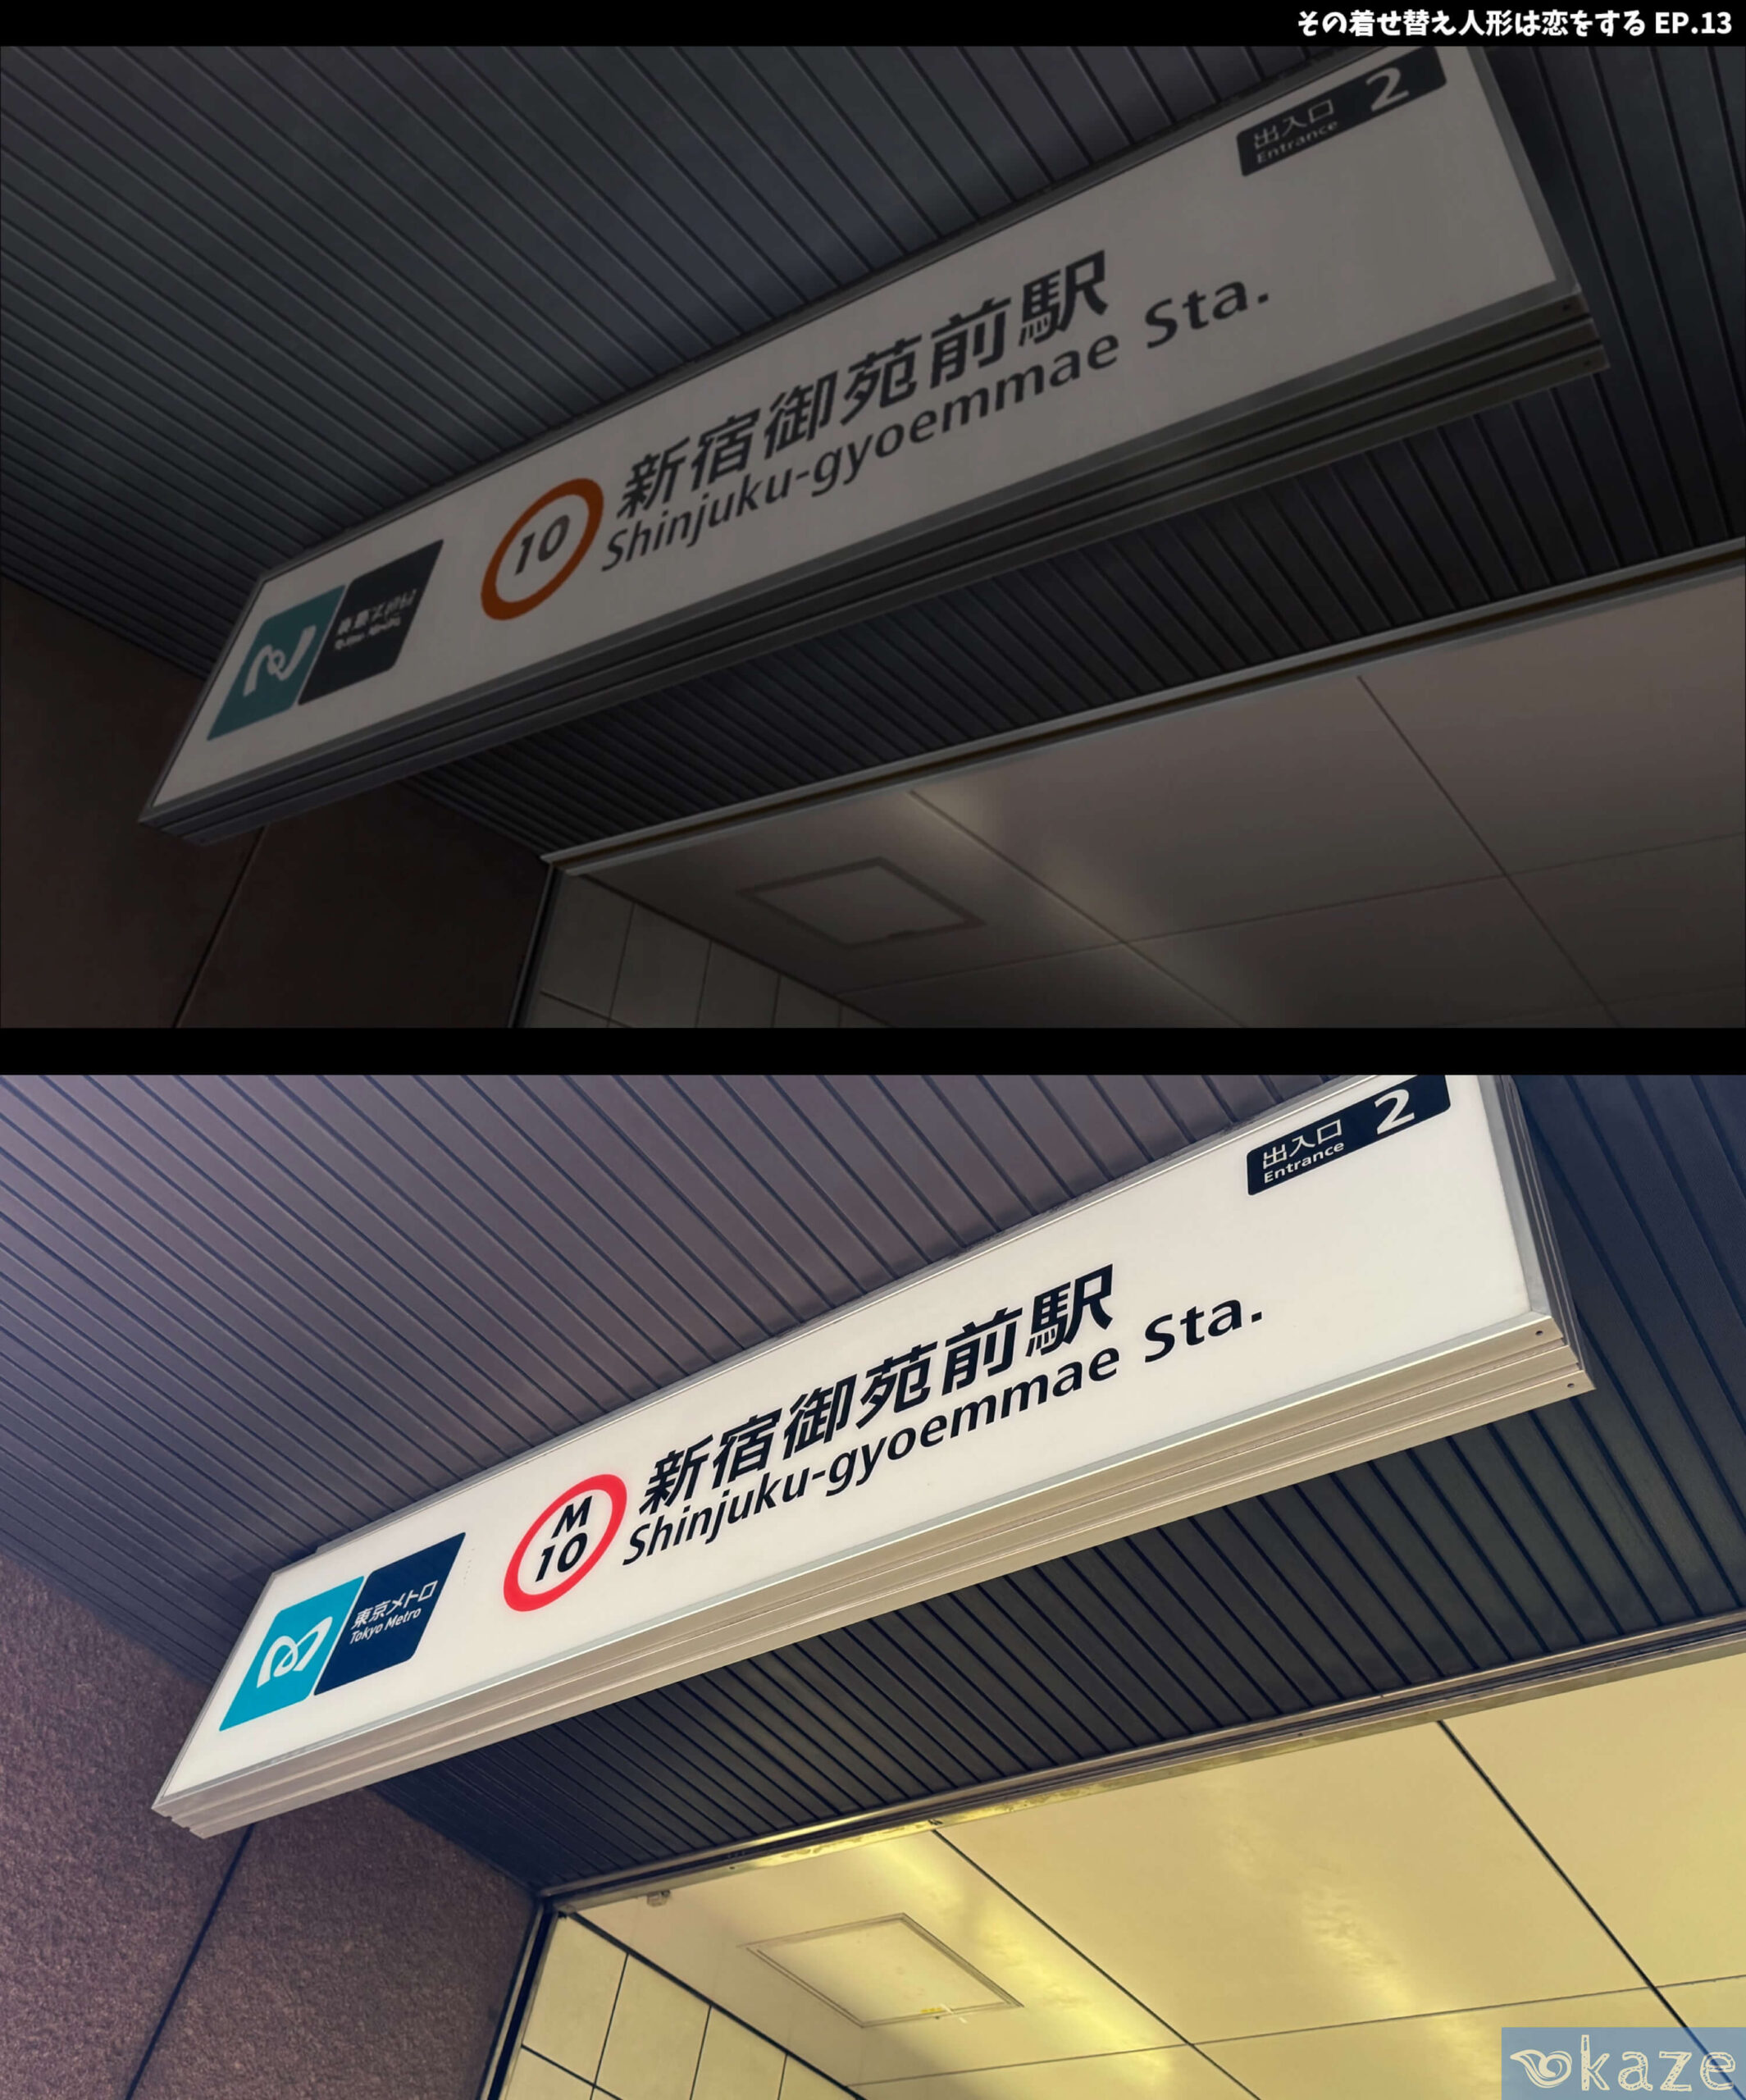 その着せ替え人形は恋をする EP.13
出入口 2
Entrance
新宿御苑前駅
Shinjuku-gyoemmae Sta.
10
出入口 2
Entrance
新宿御苑前駅
Shinjuku-gyoemmae Sta.
M
10
東京メトロ
Tokyo Metro
okaze